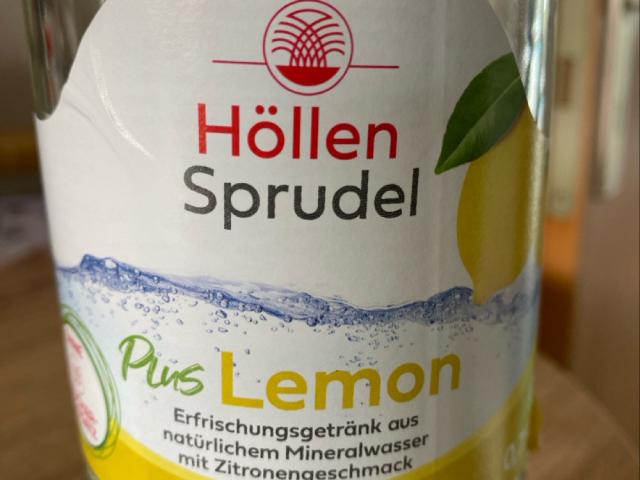 Höllen
Sprudel
Plus Lemon
Erfrischungsgetränk aus
natürlichem Mineralwasser
mit Zitronengeschmack